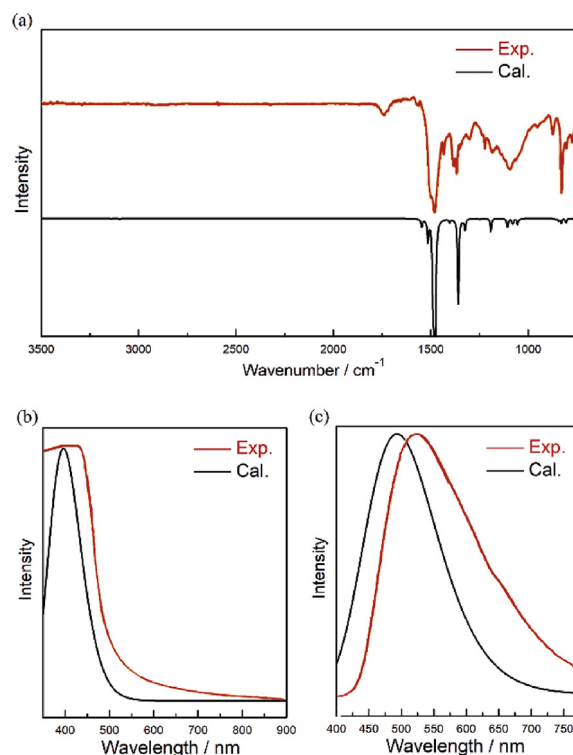 (a)
Exp.
Cal.
Intensity
3500 3000 2500 2000 1500 1000
Wavenumber / cm-1
(b) (c)
Exp. Exp.
Cal. Cal.
Intensity Intensity
400 500 600 700 800 900 400 450 500 550 600 650 700 750
Wavelength / nm Wavelength / nm